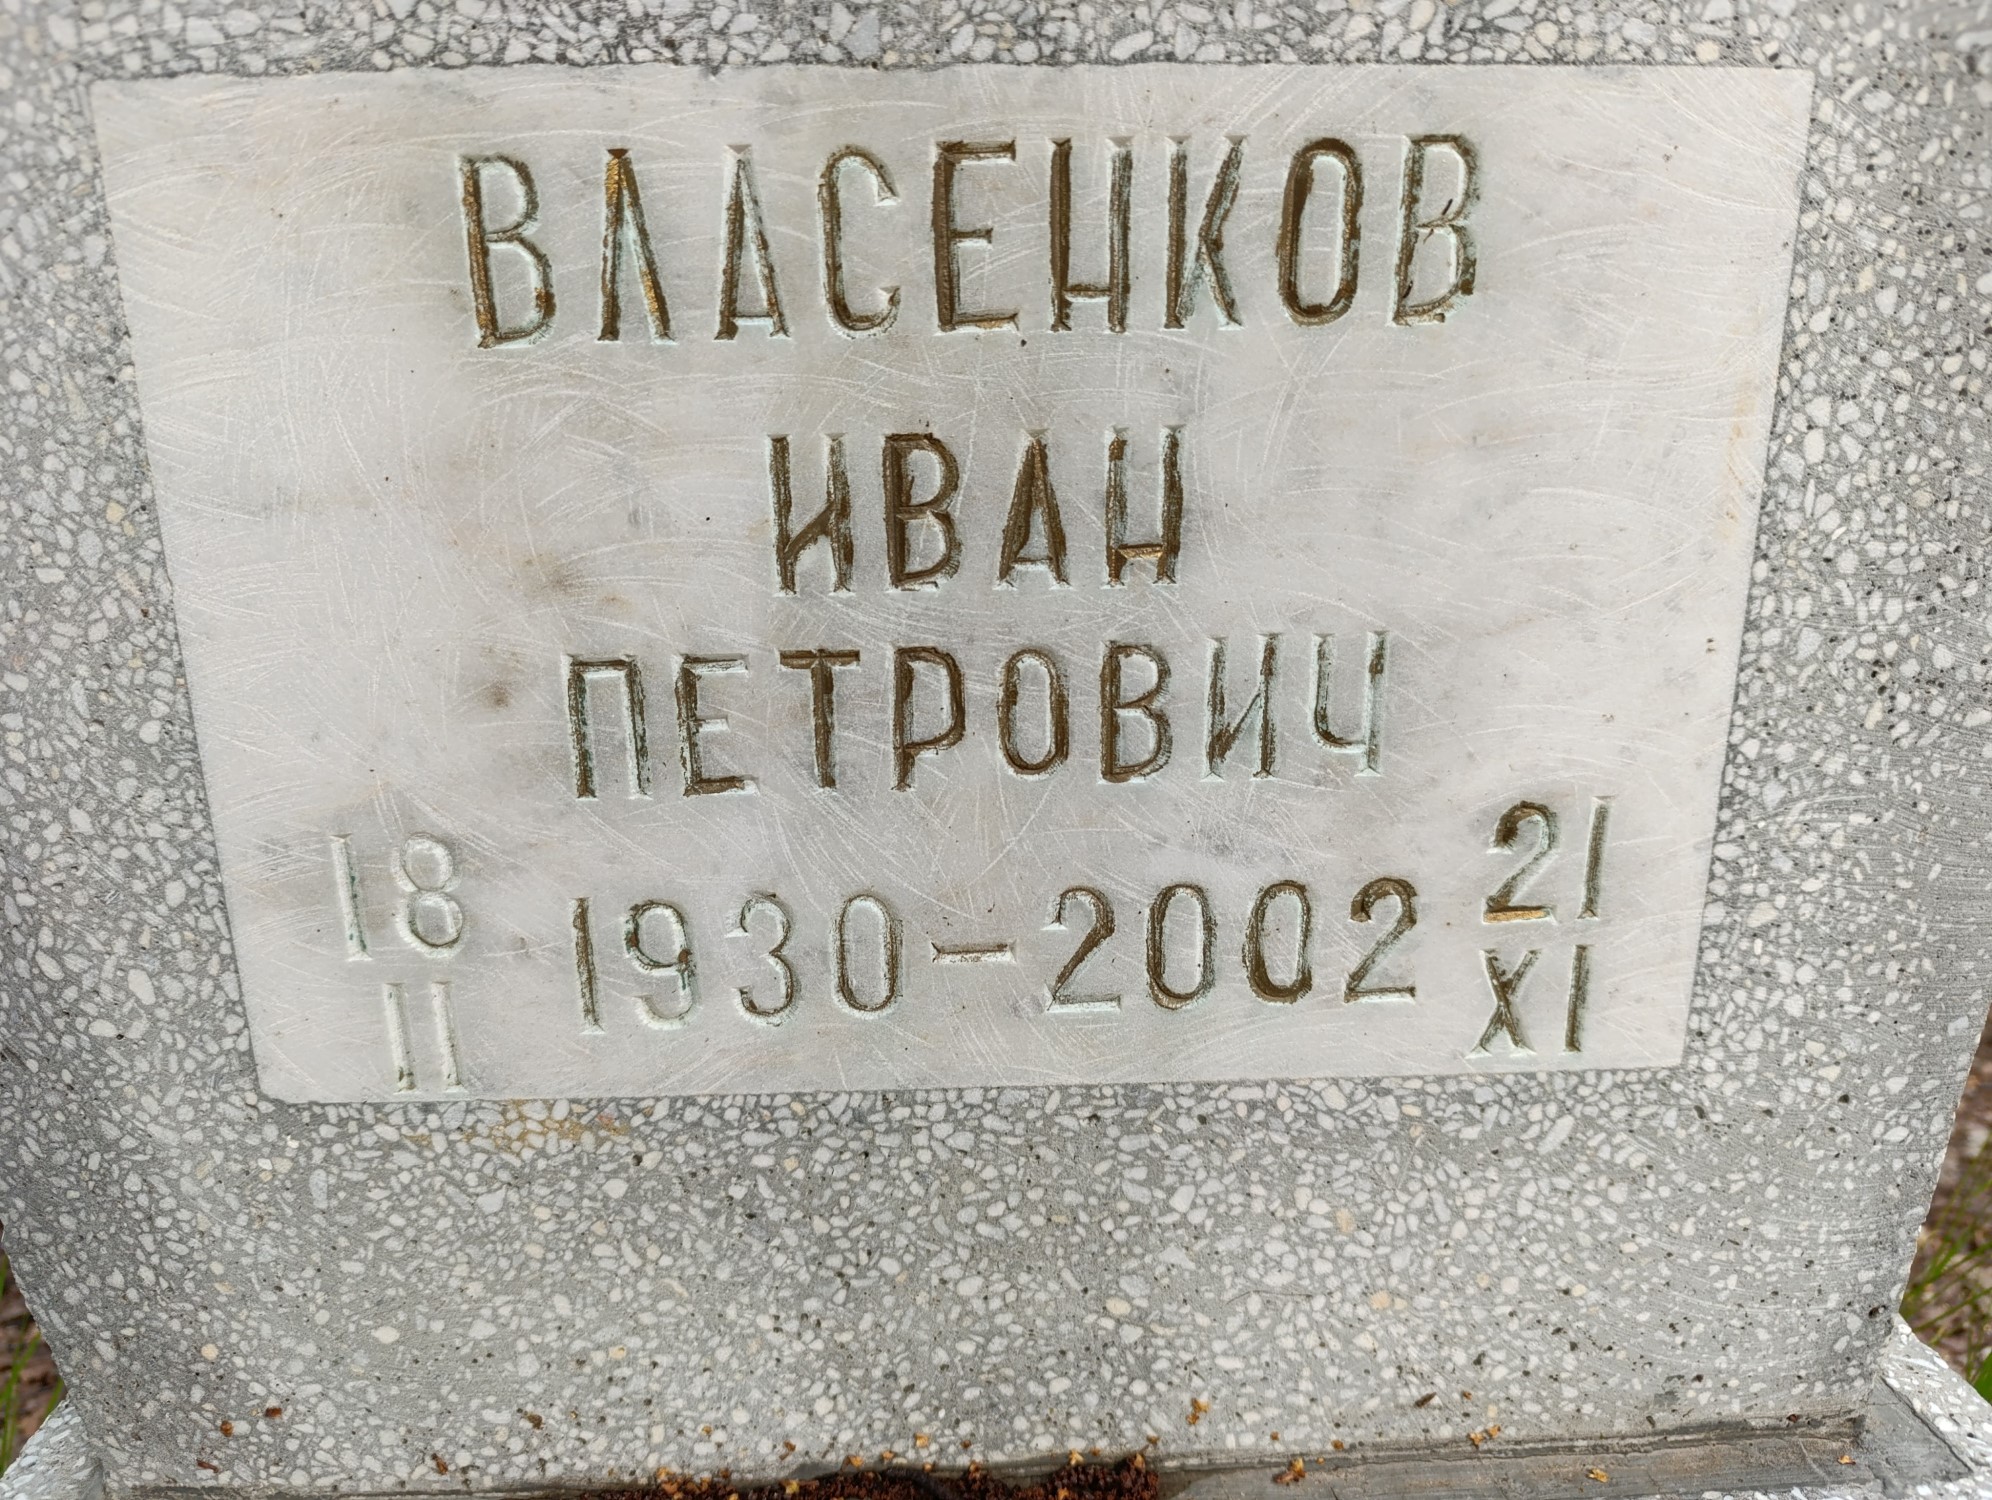 ВЛАСЕНКОВ
ИВАН
ПЕТРОВИЧ
18
II
1930–2002
21
XI